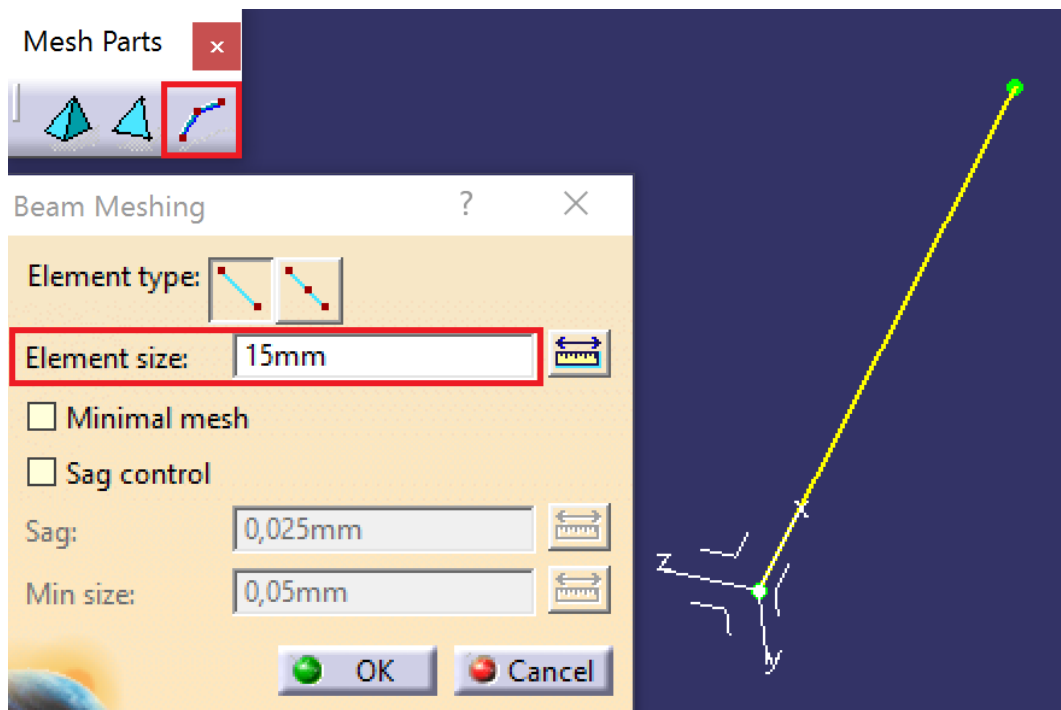 Mesh Parts
Beam Meshing ?
Element type:
Element size: 15mm
Minimal mesh
Sag control
Sag: 0,025mm
Min size: 0,05mm
OK Cancel
x
z
y